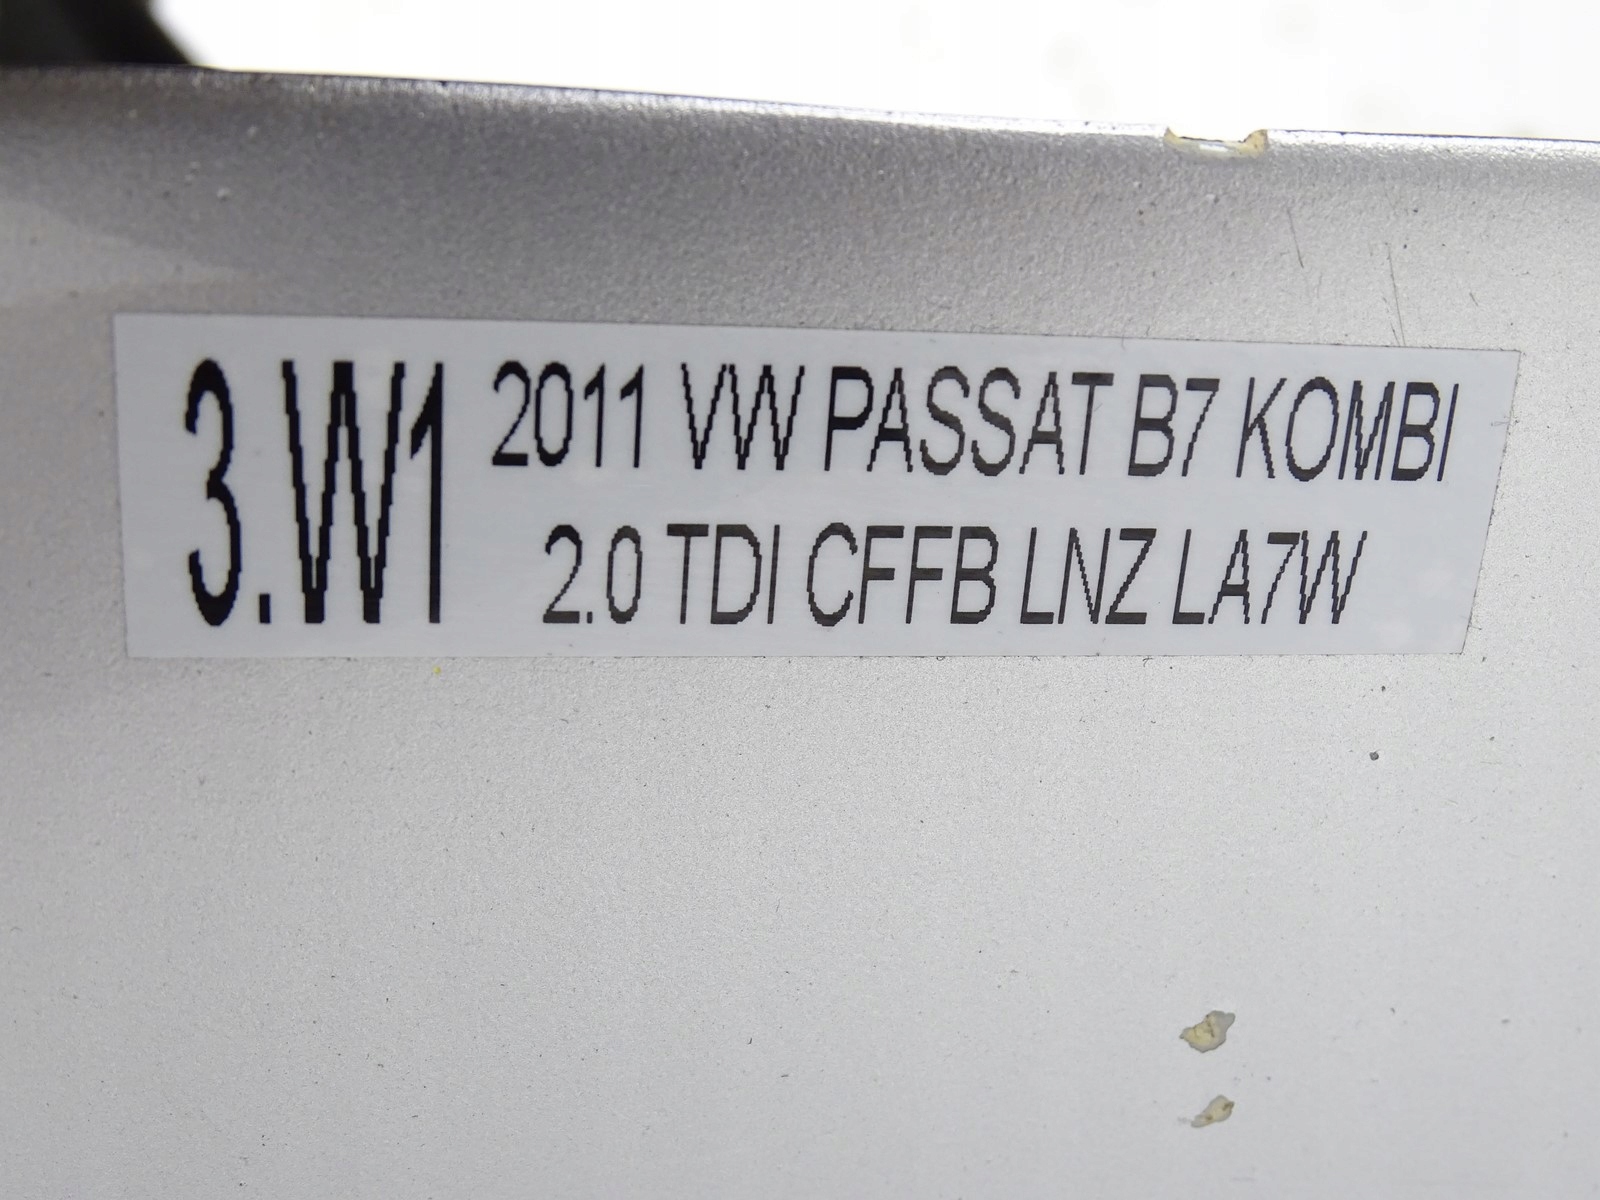 3.W1 2011 VW PASSAT B7 KOMBI
2.0 TDI CFFB LNZ LA7W